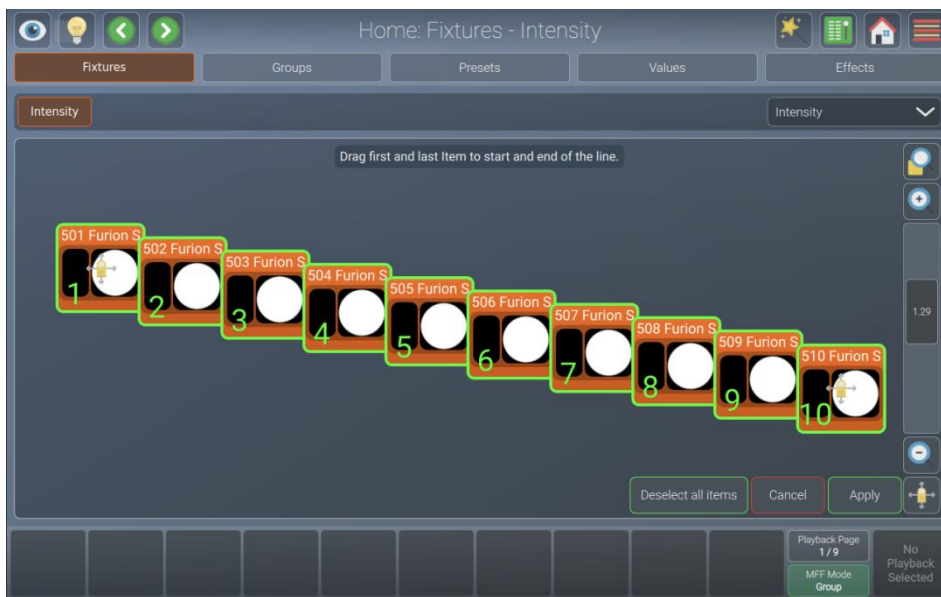 Home: Fixtures - Intensity
Fixtures
Groups
Presets
Values
Effects
Intensity
Intensity
Drag first and last Item to start and end of the line.
501 Furion S
1
502 Furion S
2
503 Furion S
3
504 Furion S
4
505 Furion S
5
506 Furion S
6
507 Furion S
7
508 Furion S
8
509 Furion S
9
510 Furion S
10
1.29
Deselect all items
Cancel
Apply
Playback Page
1 / 9
MFF Mode
Group
No
Playback
Selected